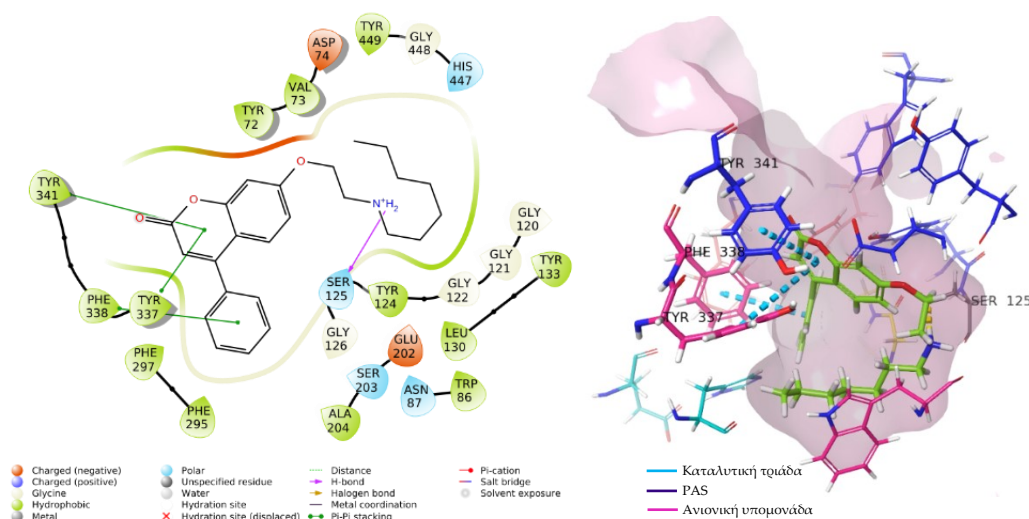 TYR
449
GLY
448
HIS
447
ASP
74
VAL
73
TYR
72
TYR
341
PHE
338
TYR
337
PHE
297
PHE
295
O
O
O
N⁺H₂
SER
125
TYR
124
GLY
126
GLY
122
GLY
121
GLY
120
TYR
133
LEU
130
GLU
202
SER
203
ALA
204
ASN
87
TRP
86
TYR 341
PHE 338
TYR 337
SER 125
Charged (negative)
Charged (positive)
Glycine
Hydrophobic
Metal
Polar
Unspecified residue
Water
Hydration site
Hydration site (displaced)
Distance
H-bond
Halogen bond
Metal coordination
Pi-Pi stacking
Pi-cation
Salt bridge
Solvent exposure
Καταλυτική τριάδα
PAS
Ανιονική υπομονάδα